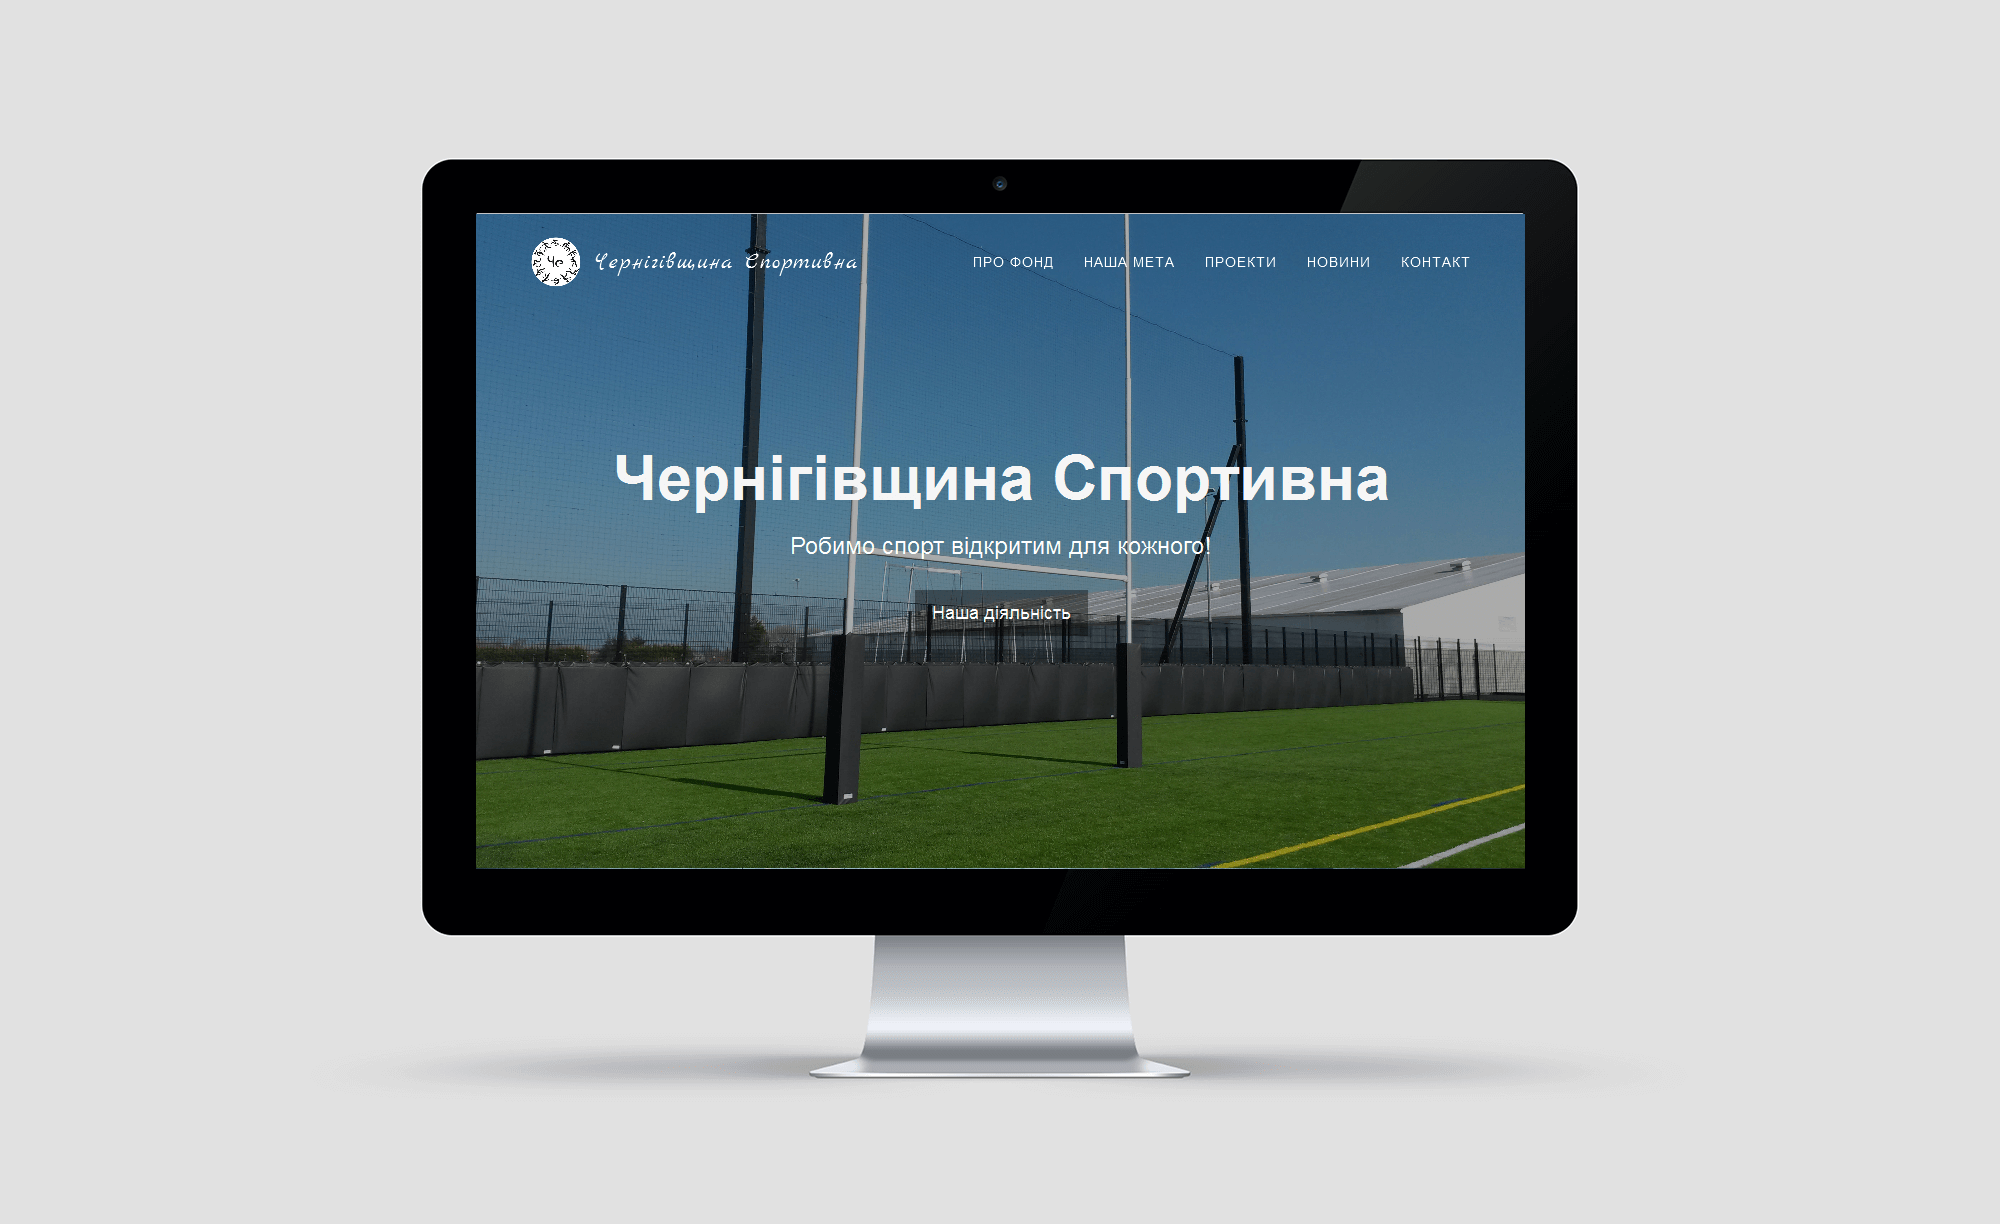 Че
Чернігівщина Спортивна
ПРО ФОНД НАША МЕТА ПРОЕКТИ НОВИНИ КОНТАКТ
Чернігівщина Спортивна
Робимо спорт відкритим для кожного!
Наша діяльність